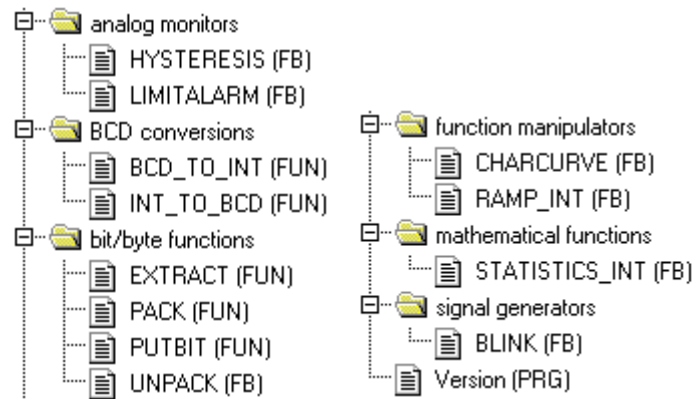 analog monitors
HYSTERESIS (FB)
LIMITALARM (FB)
BCD conversions
BCD_TO_INT (FUN)
INT_TO_BCD (FUN)
bit/byte functions
EXTRACT (FUN)
PACK (FUN)
PUTBIT (FUN)
UNPACK (FB)
function manipulators
CHARCURVE (FB)
RAMP_INT (FB)
mathematical functions
STATISTICS_INT (FB)
signal generators
BLINK (FB)
Version (PRG)